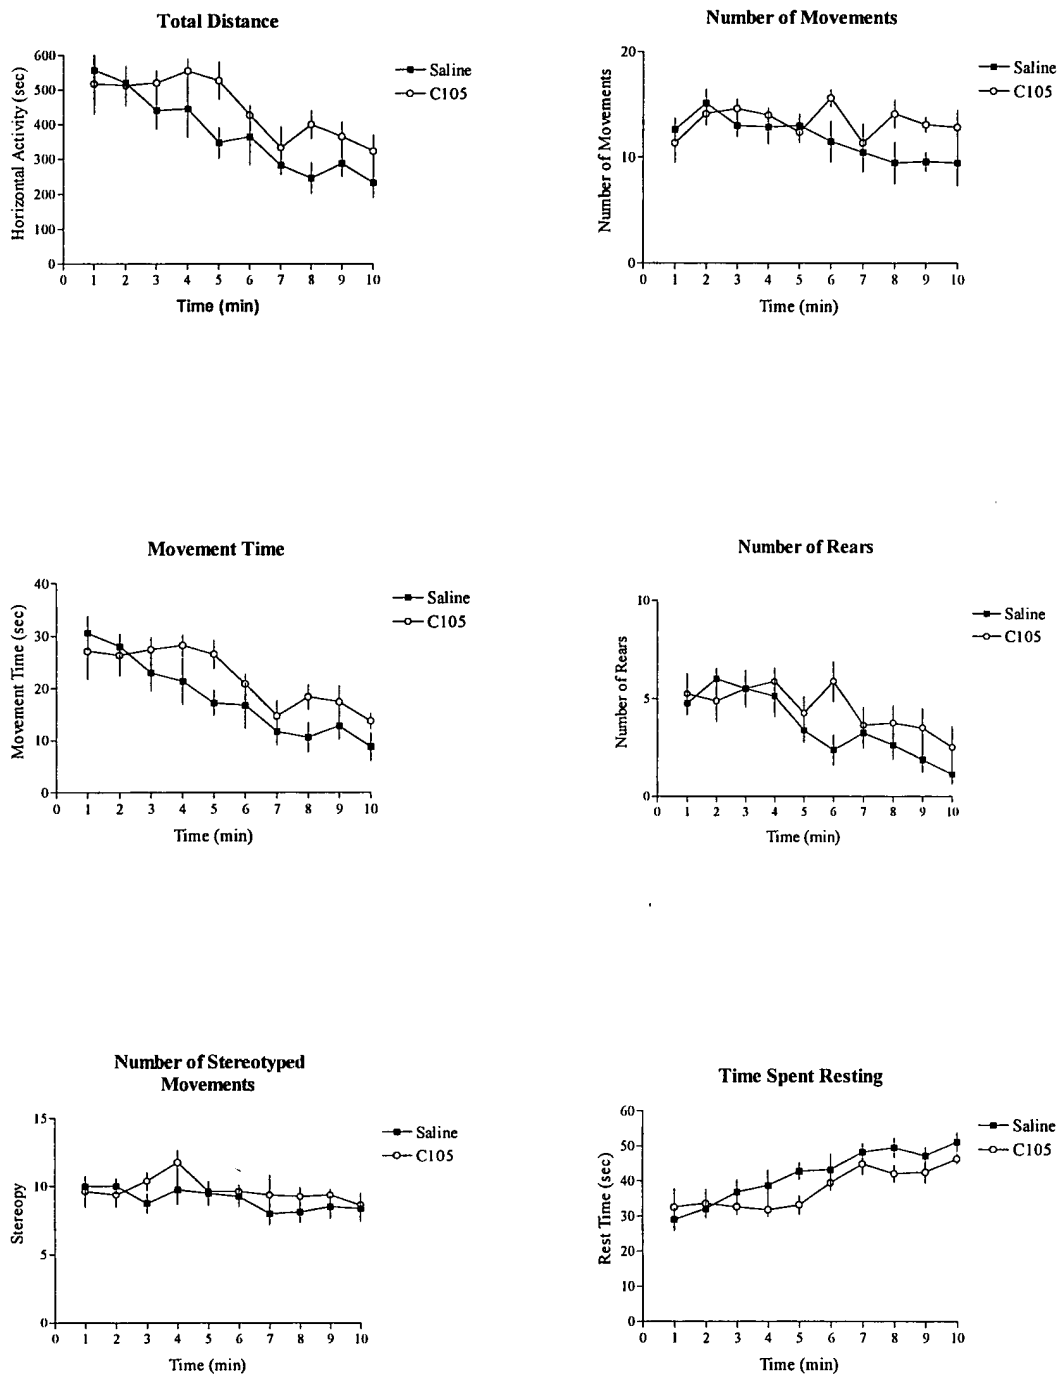 Total Distance
600
500
400
300
200
100
0
Horizontal Activity (sec)
0 1 2 3 4 5 6 7 8 9 10
Time (min)
Saline
C105
Number of Movements
20
10
0
Number of Movements
0 1 2 3 4 5 6 7 8 9 10
Time (min)
Saline
C105
Movement Time
40
30
20
10
0
Movement Time (sec)
0 1 2 3 4 5 6 7 8 9 10
Time (min)
Saline
C105
Number of Rears
10
5
0
Number of Rears
0 1 2 3 4 5 6 7 8 9 10
Time (min)
Saline
C105
Number of Stereotyped
Movements
15
10
5
0
Stereopy
0 1 2 3 4 5 6 7 8 9 10
Time (min)
Saline
C105
Time Spent Resting
60
50
40
30
20
10
0
Rest Time (sec)
0 1 2 3 4 5 6 7 8 9 10
Time (min)
Saline
C105